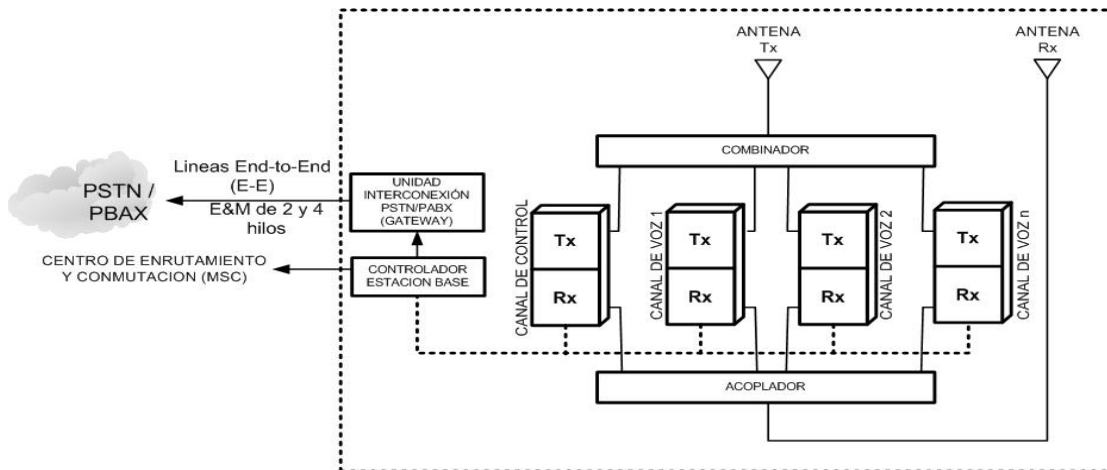 ANTENA
Tx
ANTENA
Rx
COMBINADOR
Lineas End-to-End
(E-E)
E&M de 2 y 4
hilos
PSTN /
PBAX
UNIDAD
INTERCONEXIÓN
PSTN/PABX
(GATEWAY)
CENTRO DE ENRUTAMIENTO
Y CONMUTACION (MSC)
CONTROLADOR
ESTACION BASE
CANAL DE CONTROL
Tx
Rx
CANAL DE VOZ 1
Tx
Rx
Tx
Rx
CANAL DE VOZ 2
Tx
Rx
CANAL DE VOZ n
ACOPLADOR